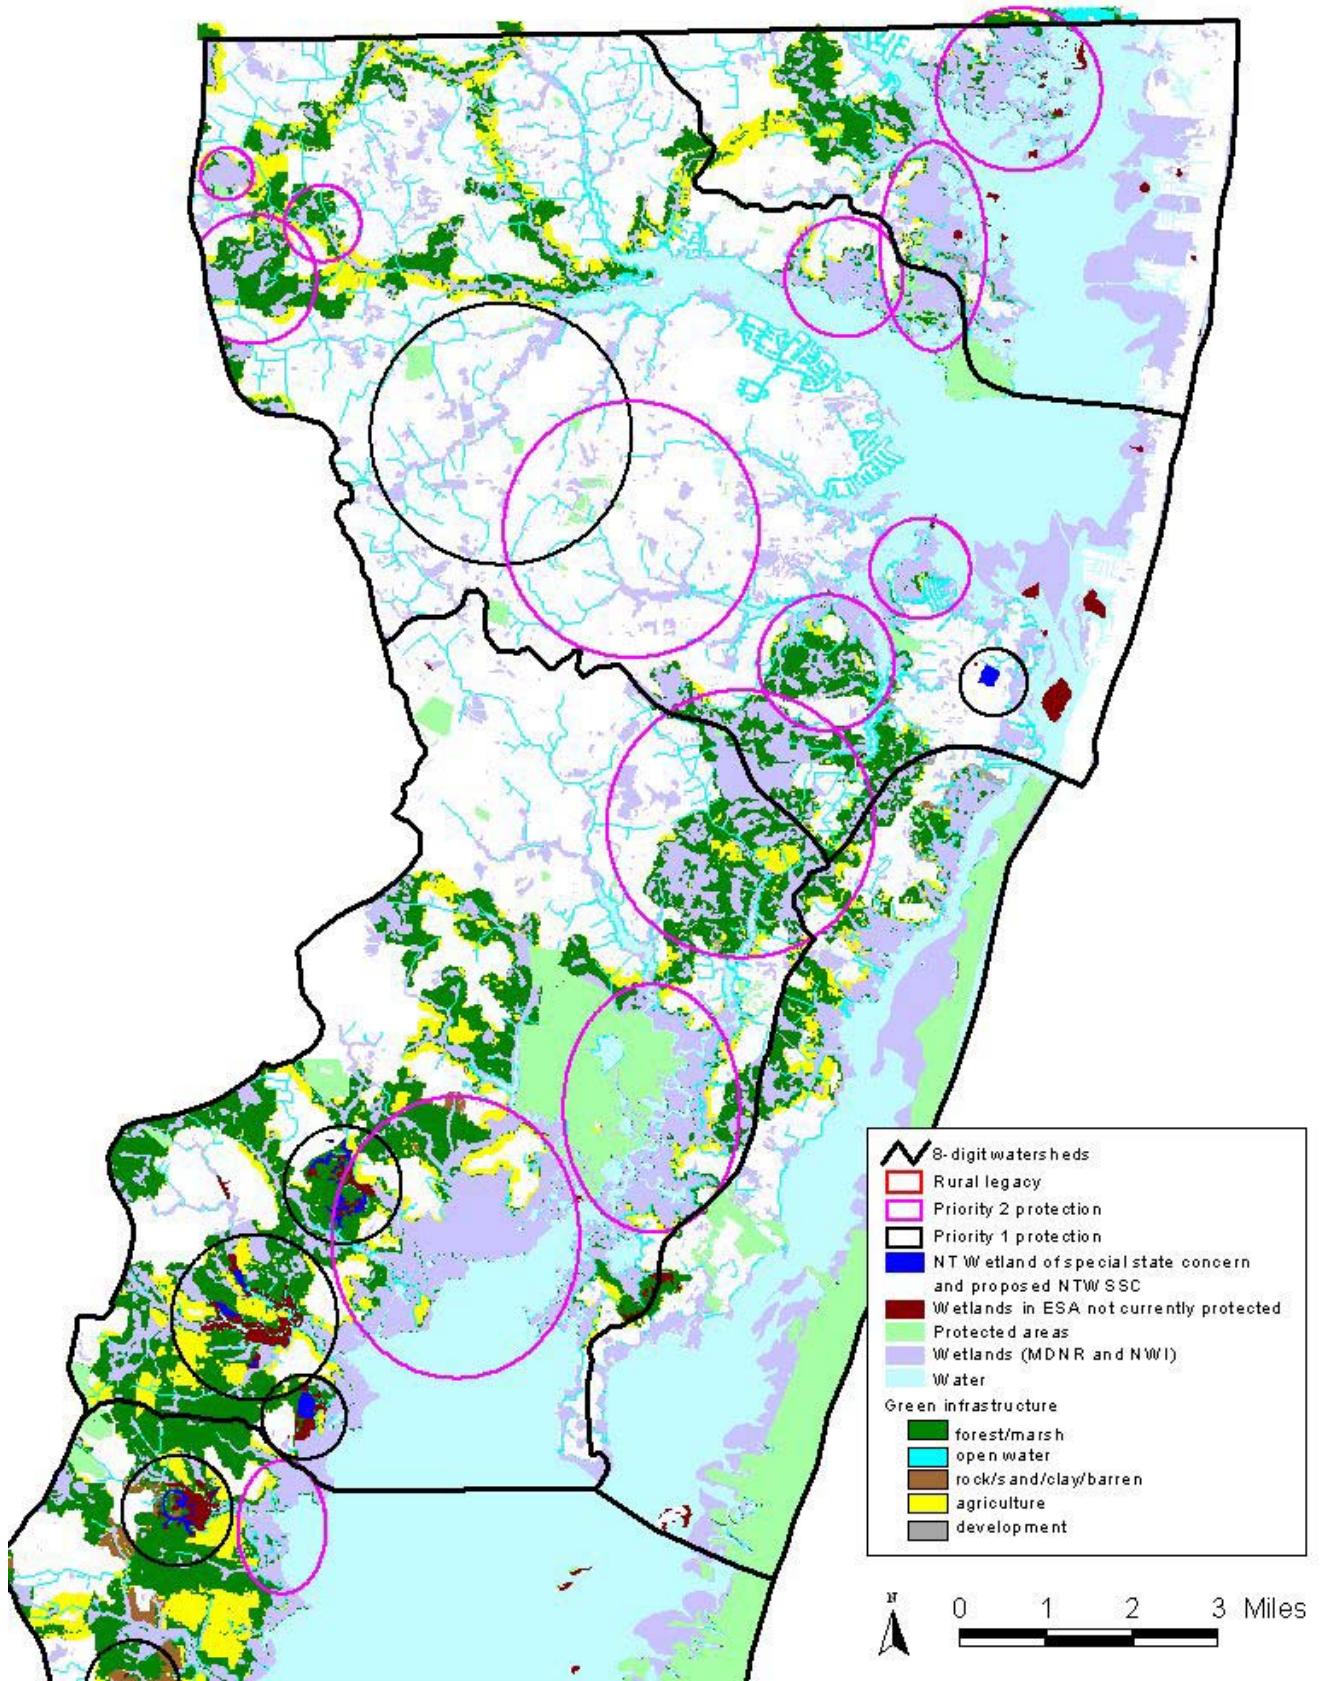 8-digit watersheds
Rural legacy
Priority 2 protection
Priority 1 protection
NT Wetland of special state concern
and proposed NTWSSC
Wetlands in ESA not currently protected
Protected areas
Wetlands (MDNR and NWI)
Water
Green infrastructure
forest/marsh
open water
rock/sand/clay/barren
agriculture
development
N
0 1 2 3 Miles